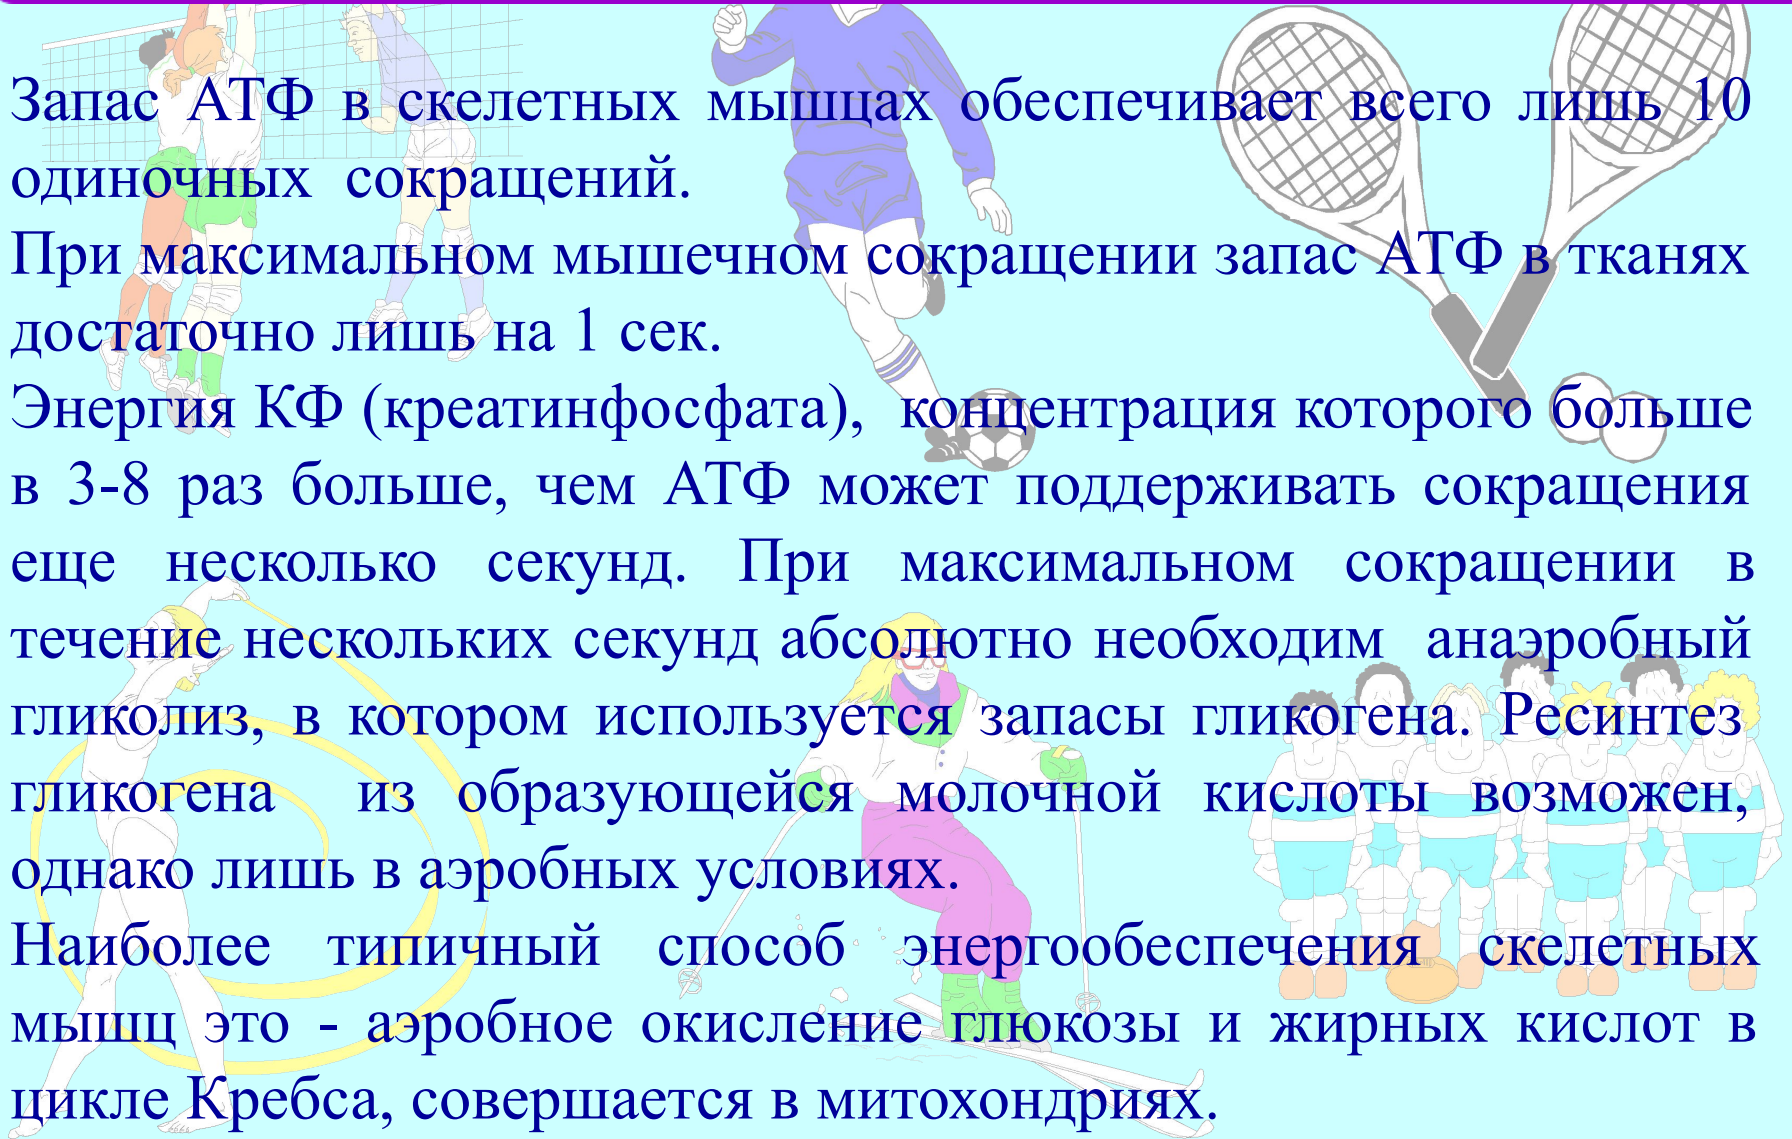 Запас АТФ в скелетных мышцах обеспечивает всего лишь 10
одиночных сокращений.
При максимальном мышечном сокращении запас АТФ в тканях
достаточно лишь на 1 сек.
Энергия КФ (креатинфосфата), концентрация которого больше
в 3-8 раз больше, чем АТФ может поддерживать сокращения
еще несколько секунд. При максимальном сокращении в
течение нескольких секунд абсолютно необходим анаэробный
гликолиз, в котором используется запасы гликогена. Ресинтез
гликогена из образующейся молочной кислоты возможен,
однако лишь в аэробных условиях.
Наиболее типичный способ энергообеспечения скелетных
мышц это - аэробное окисление глюкозы и жирных кислот в
цикле Кребса, совершается в митохондриях.